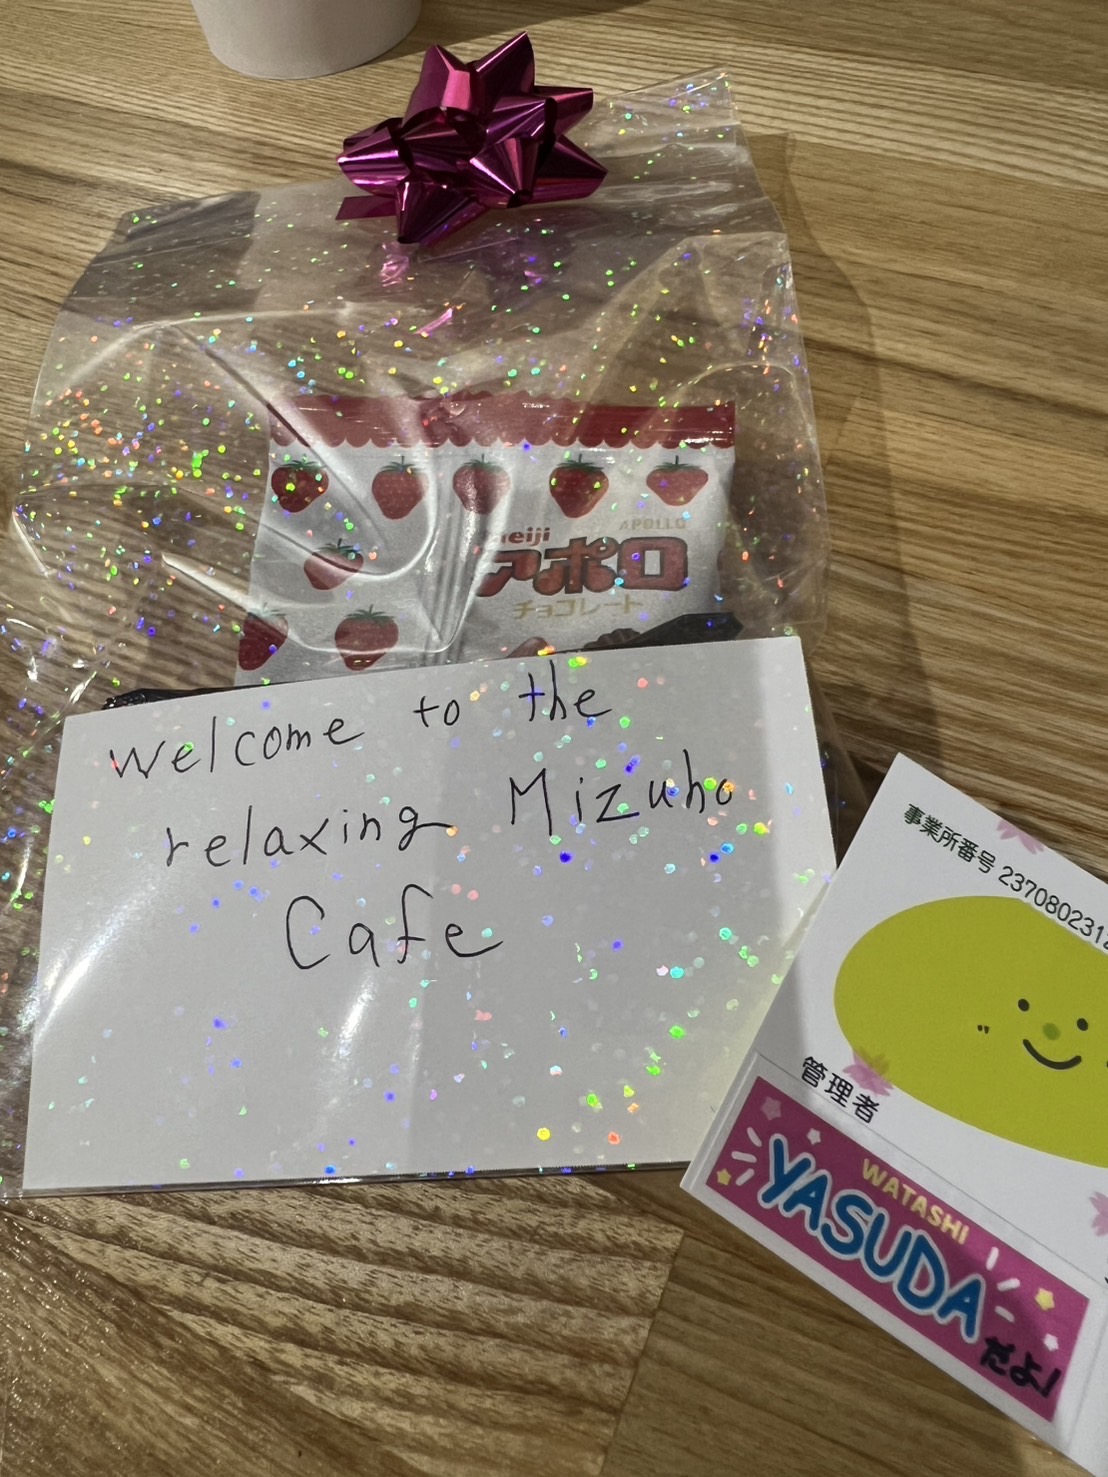 meiji
APOLLO
アポロ
チョコレート
Welcome to the
relaxing Mizuho
Cafe
事業所番号
管理者
WATASHI
YASUDA
だよ!